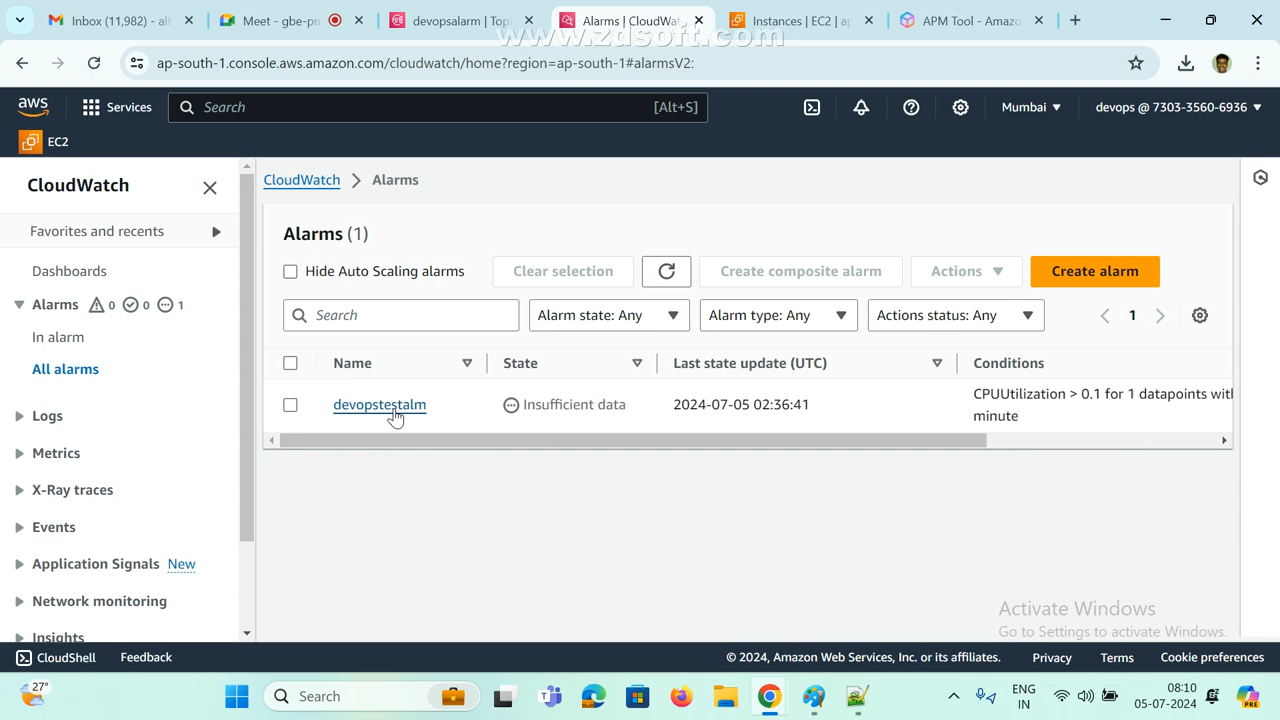 Inbox (11,982) - alt
Meet - gbe-pr
devopsalarm | Topi
Alarms | CloudWat
Instances | EC2 | ap
APM Tool - Amazo
www.zdsoft.com
ap-south-1.console.aws.amazon.com/cloudwatch/home?region=ap-south-1#alarmsV2:
aws
Services
Search
[Alt+S]
Mumbai
devops @ 7303-3560-6936
EC2
CloudWatch
Favorites and recents
Dashboards
Alarms 0 0 1
In alarm
All alarms
Logs
Metrics
X-Ray traces
Events
Application Signals New
Network monitoring
Insights
CloudWatch > Alarms
Alarms (1)
Hide Auto Scaling alarms
Clear selection
Create composite alarm
Actions
Create alarm
Search
Alarm state: Any
Alarm type: Any
Actions status: Any
1
Name
State
Last state update (UTC)
Conditions
devopstestalm
Insufficient data
2024-07-05 02:36:41
CPUUtilization > 0.1 for 1 datapoints wit
minute
Activate Windows
Go to Settings to activate Windows.
CloudShell
Feedback
© 2024, Amazon Web Services, Inc. or its affiliates.
Privacy
Terms
Cookie preferences
27°
Search
ENG
IN
08:10
05-07-2024
PRE